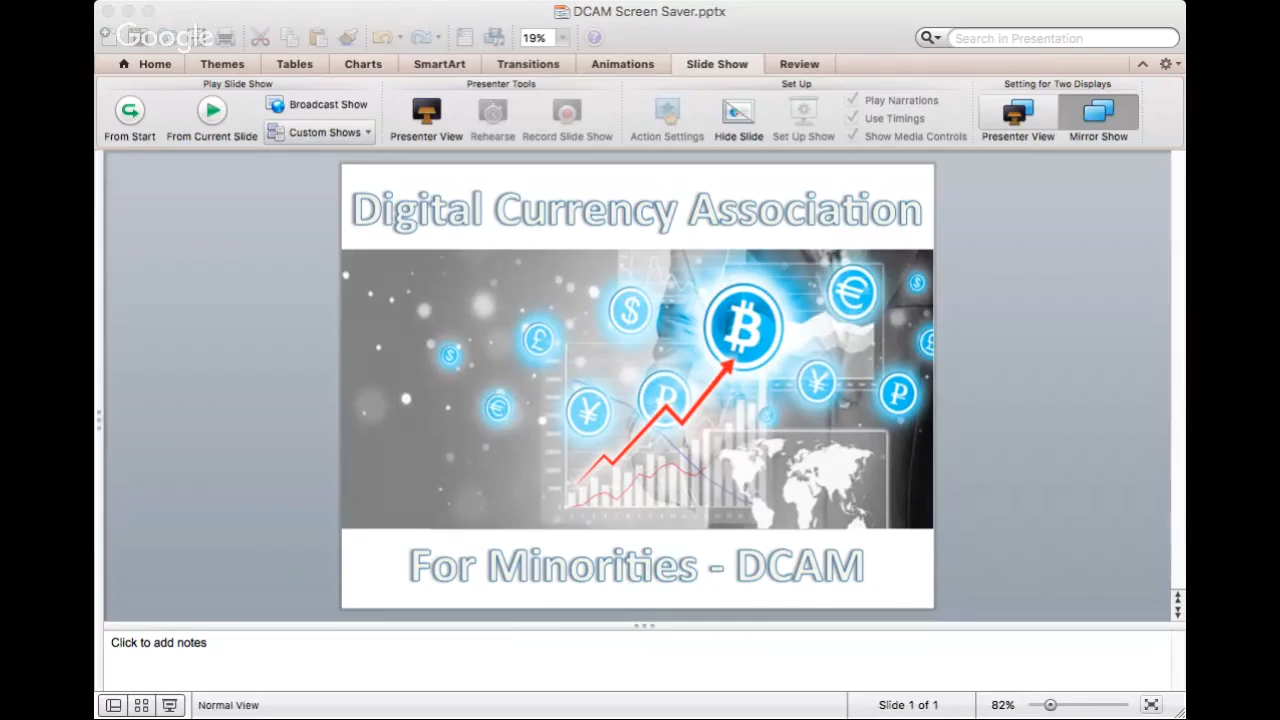 DCAM Screen Saver.pptx
Google
19%
Search in Presentation
Home Themes Tables Charts SmartArt Transitions Animations Slide Show Review
Play Slide Show Presenter Tools Set Up Setting for Two Displays
From Start
From Current Slide
Broadcast Show
Custom Shows
Presenter View
Rehearse
Record Slide Show
Action Settings
Hide Slide
Set Up Show
Play Narrations
Use Timings
Show Media Controls
Presenter View
Mirror Show
Digital Currency Association
For Minorities - DCAM
Click to add notes
Normal View Slide 1 of 1 82%